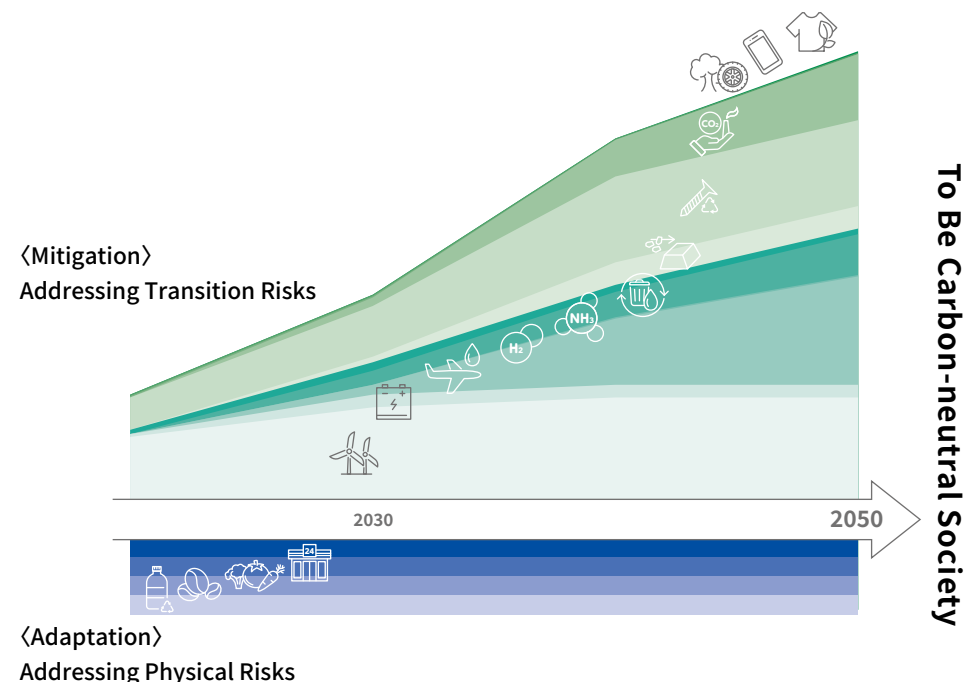 CO₂
〈Mitigation〉
Addressing Transition Risks
NH₃
H₂
2030
2050
24
〈Adaptation〉
Addressing Physical Risks
To Be Carbon-neutral Society